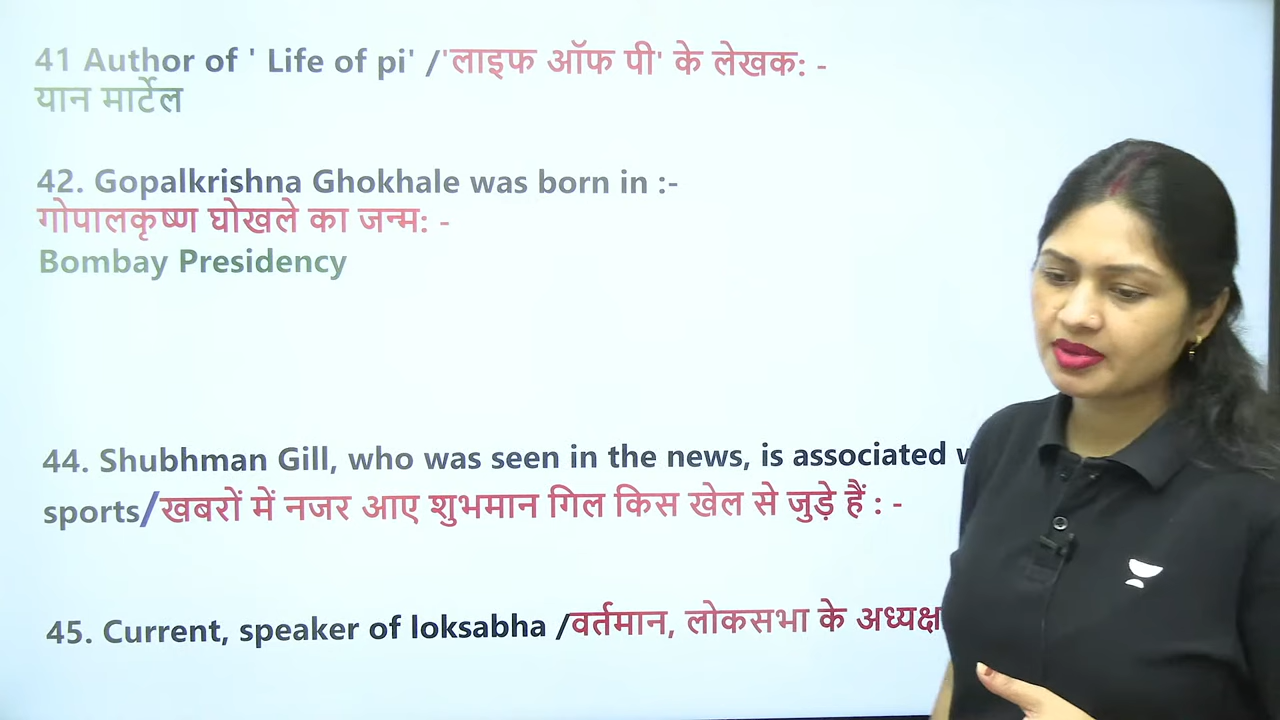 41 Author of ' Life of pi' /'लाइफ ऑफ पी' के लेखक: -
यान मार्टेल
42. Gopalkrishna Ghokhale was born in :-
गोपालकृष्ण घोखले का जन्म: -
Bombay Presidency
44. Shubhman Gill, who was seen in the news, is associated
sports/खबरों में नजर आए शुभमान गिल किस खेल से जुड़े हैं : -
45. Current, speaker of loksabha /वर्तमान, लोकसभा के अध्यक्ष